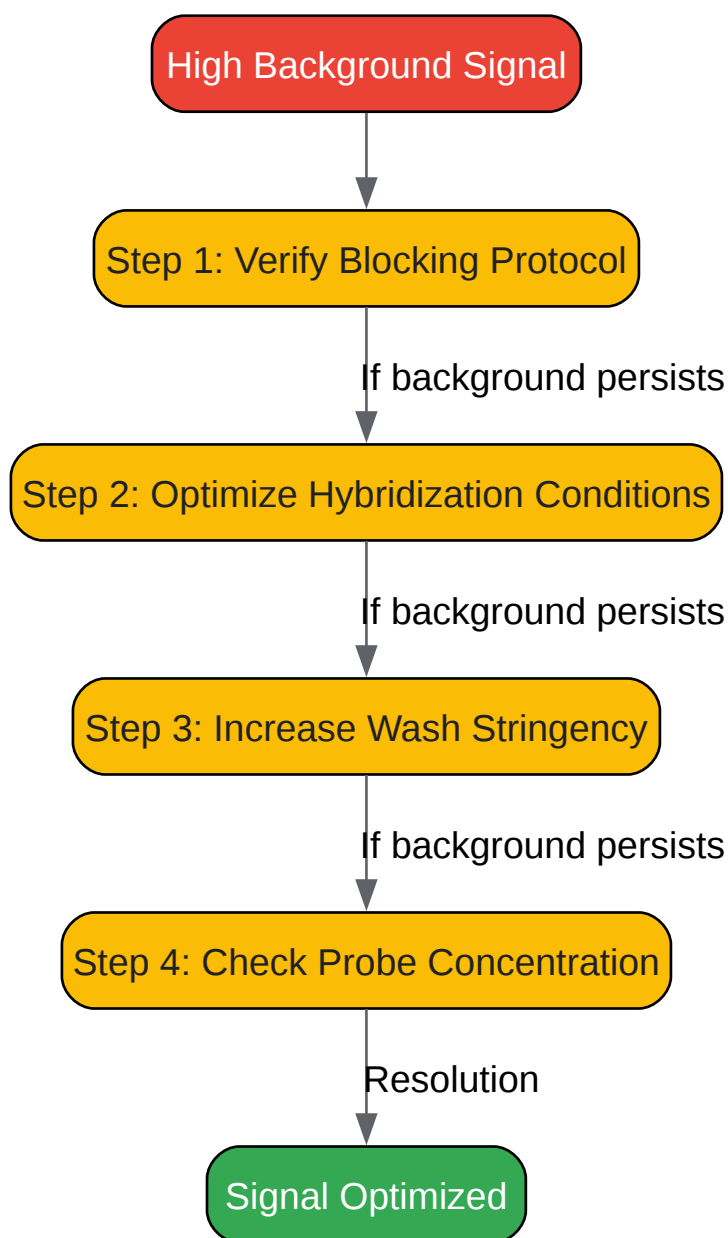 High Background Signal
Step 1: Verify Blocking Protocol
If background persists
Step 2: Optimize Hybridization Conditions
If background persists
Step 3: Increase Wash Stringency
If background persists
Step 4: Check Probe Concentration
Resolution
Signal Optimized